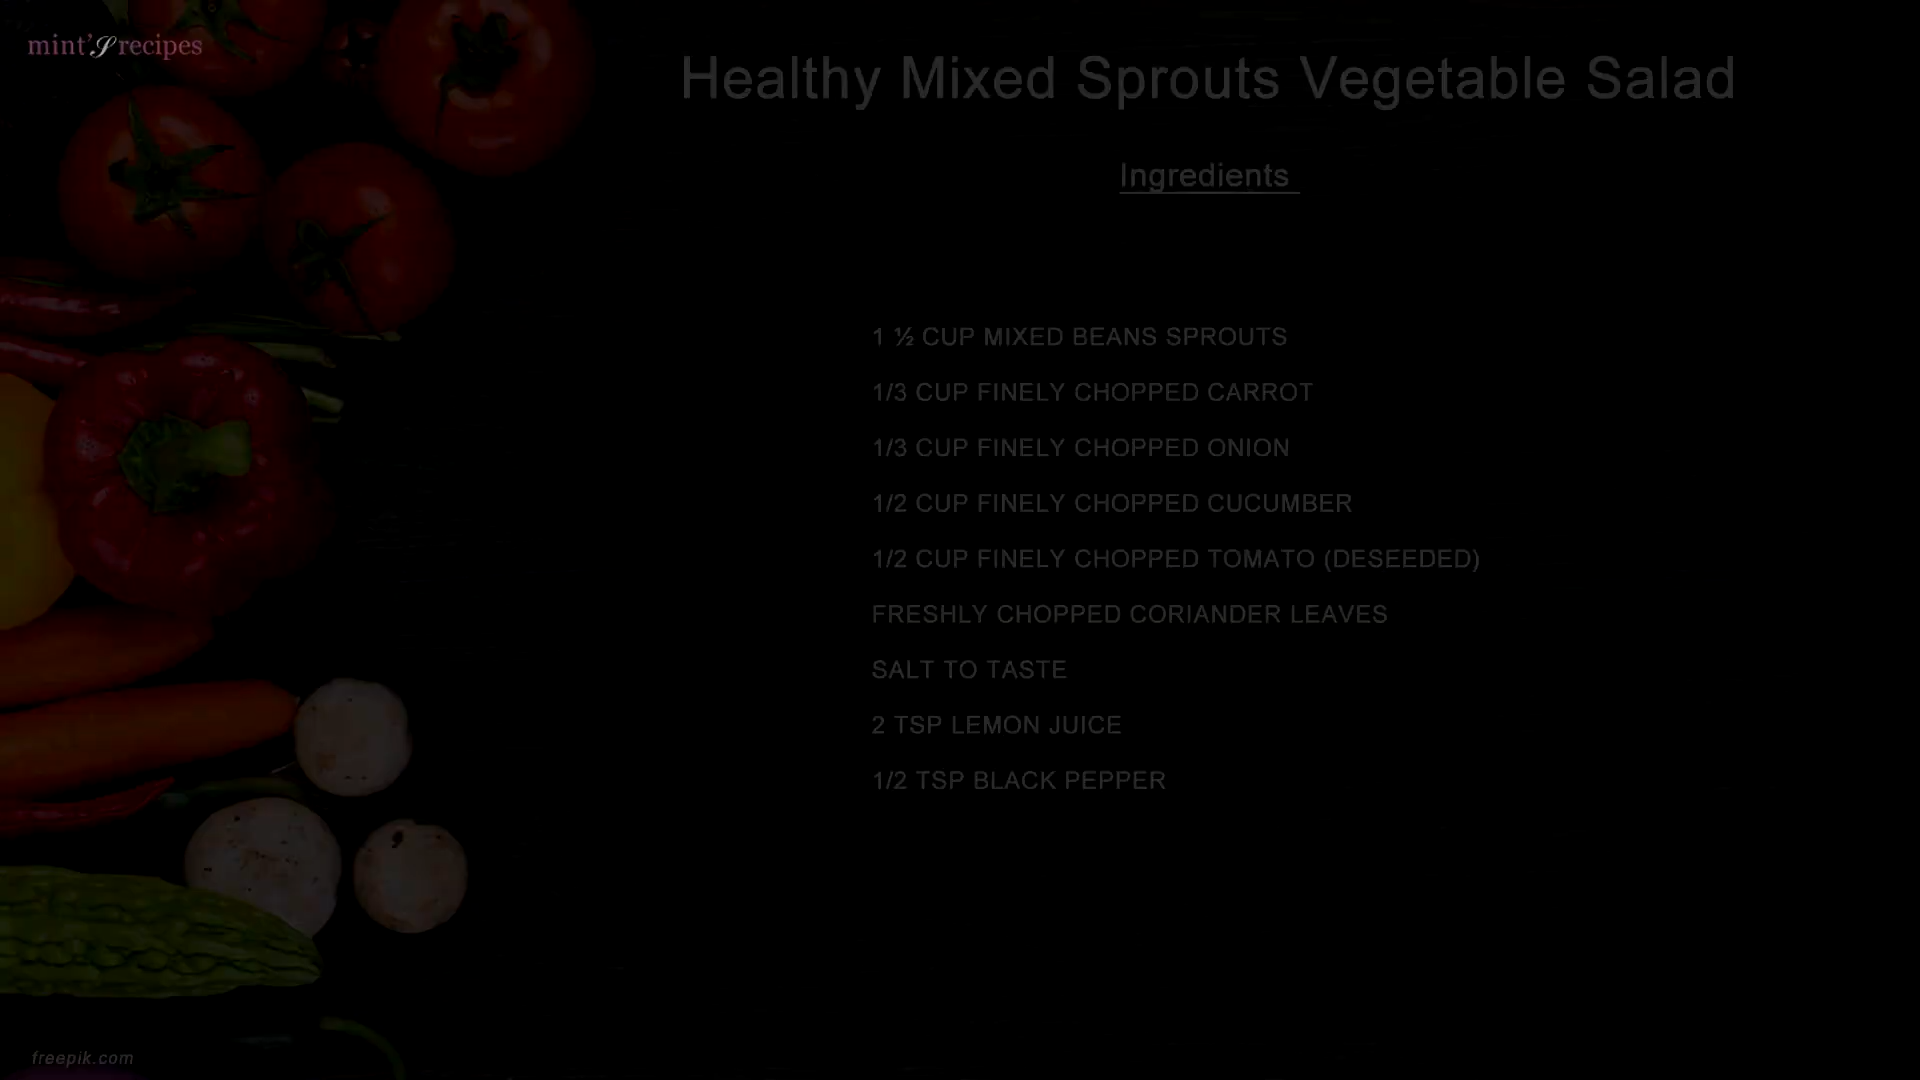 mint's recipes
Healthy Mixed Sprouts Vegetable Salad
Ingredients
1 ½ CUP MIXED BEANS SPROUTS
1/3 CUP FINELY CHOPPED CARROT
1/3 CUP FINELY CHOPPED ONION
1/2 CUP FINELY CHOPPED CUCUMBER
1/2 CUP FINELY CHOPPED TOMATO (DESEEDED)
FRESHLY CHOPPED CORIANDER LEAVES
SALT TO TASTE
2 TSP LEMON JUICE
1/2 TSP BLACK PEPPER
freepik.com